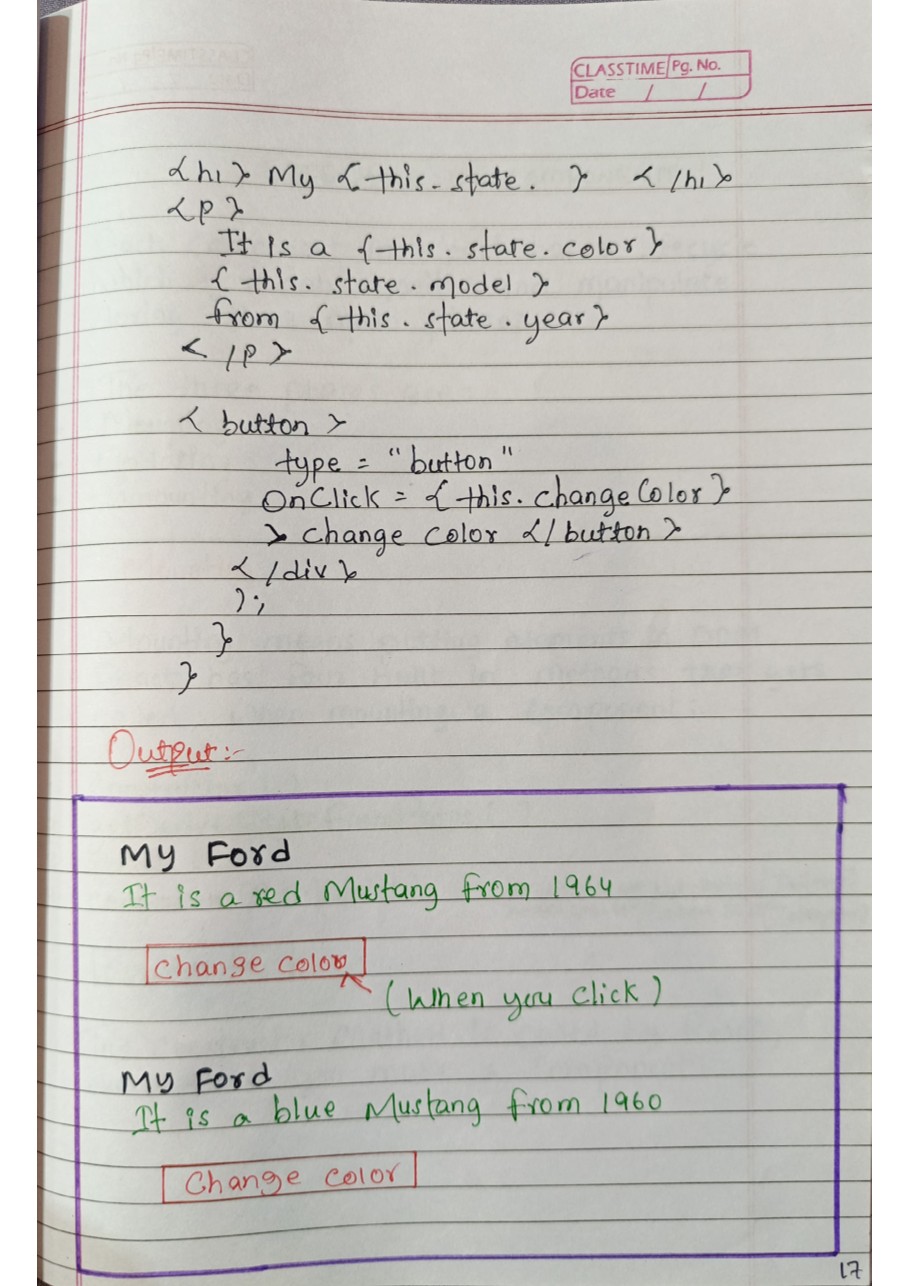 CLASSTIME Pg. No.
Date / /
<h1> My {this.state. } </h1>
<p>
It is a {this.state.color}
{this.state.model}
from {this.state.year}
</p>
<button>
type = "button"
OnClick = {this.changeColor}
> change color </button>
</div>
);
}
}
Output:-
My Ford
It is a red Mustang from 1964
change color
(When you click)
My Ford
It is a blue Mustang from 1960
Change color
17